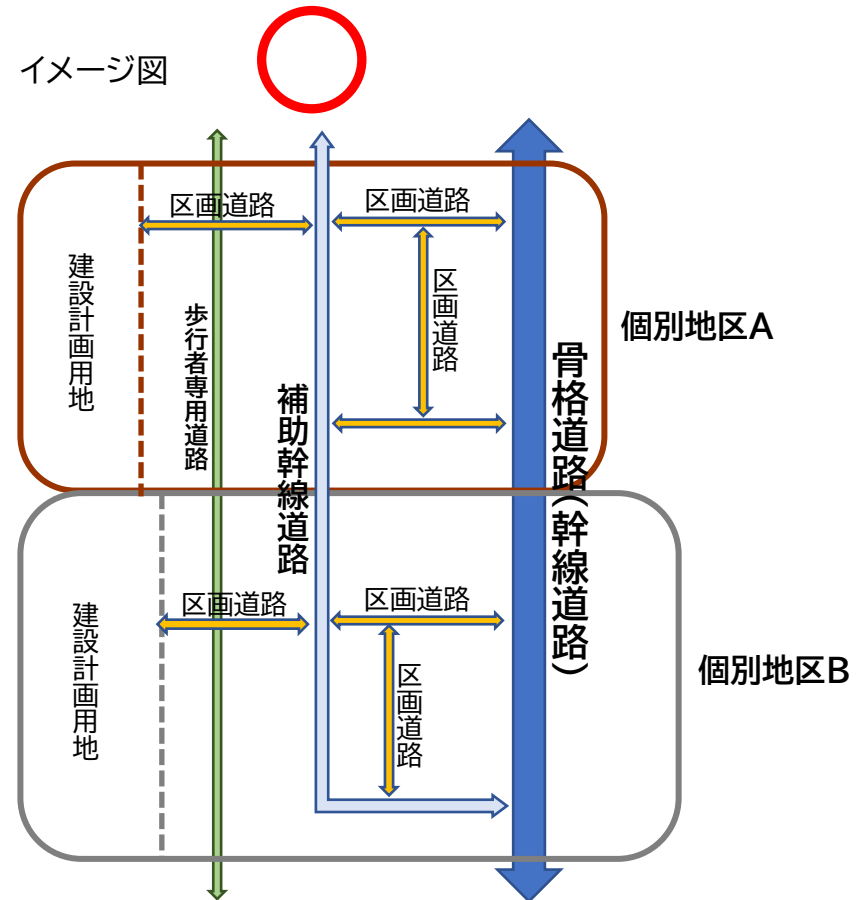 イメージ図
区画道路
区画道路
建設計画用地
区画道路
歩行者専用道路
個別地区A
骨格道路(幹線道路)
補助幹線道路
区画道路
区画道路
建設計画用地
区画道路
個別地区B